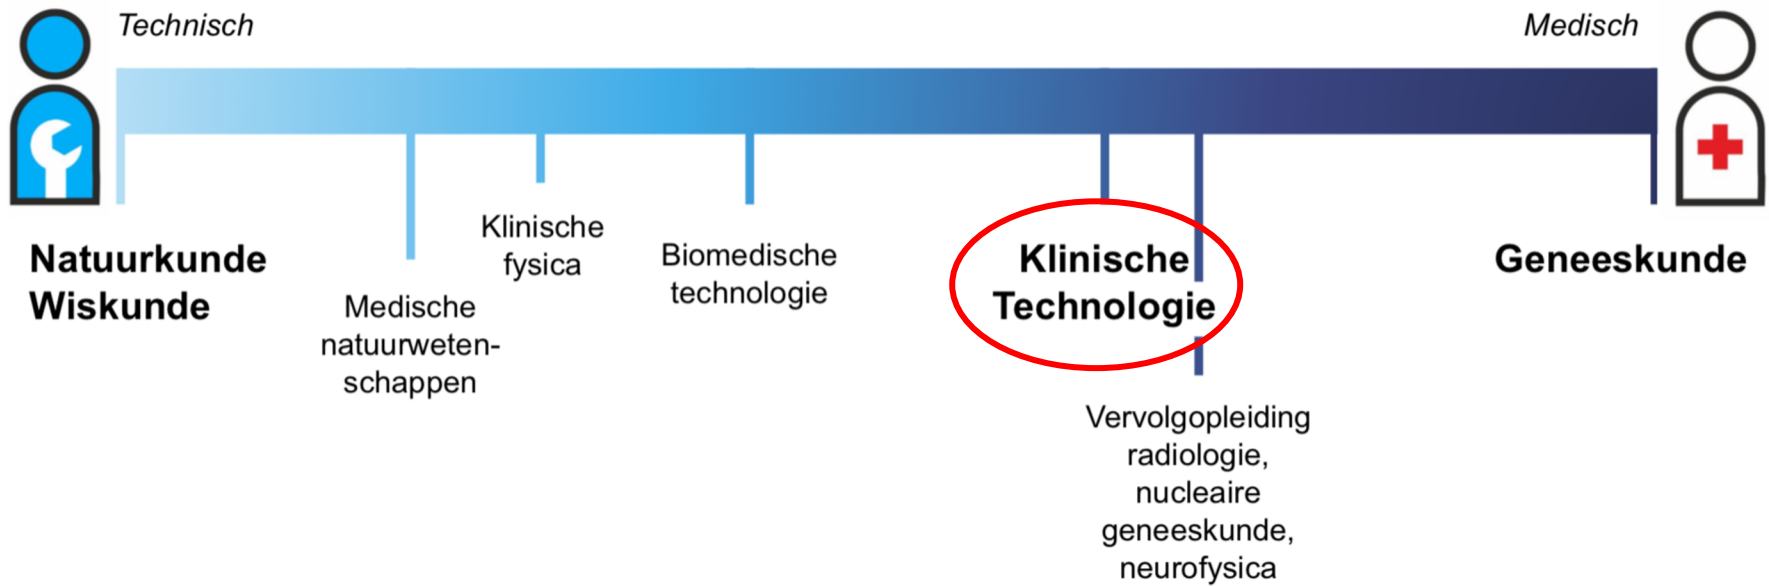 Technisch
Medisch
Natuurkunde
Wiskunde
Medische
natuurweten-
schappen
Klinische
fysica
Biomedische
technologie
Klinische
Technologie
Vervolgopleiding
radiologie,
nucleaire
geneeskunde,
neurofysica
Geneeskunde